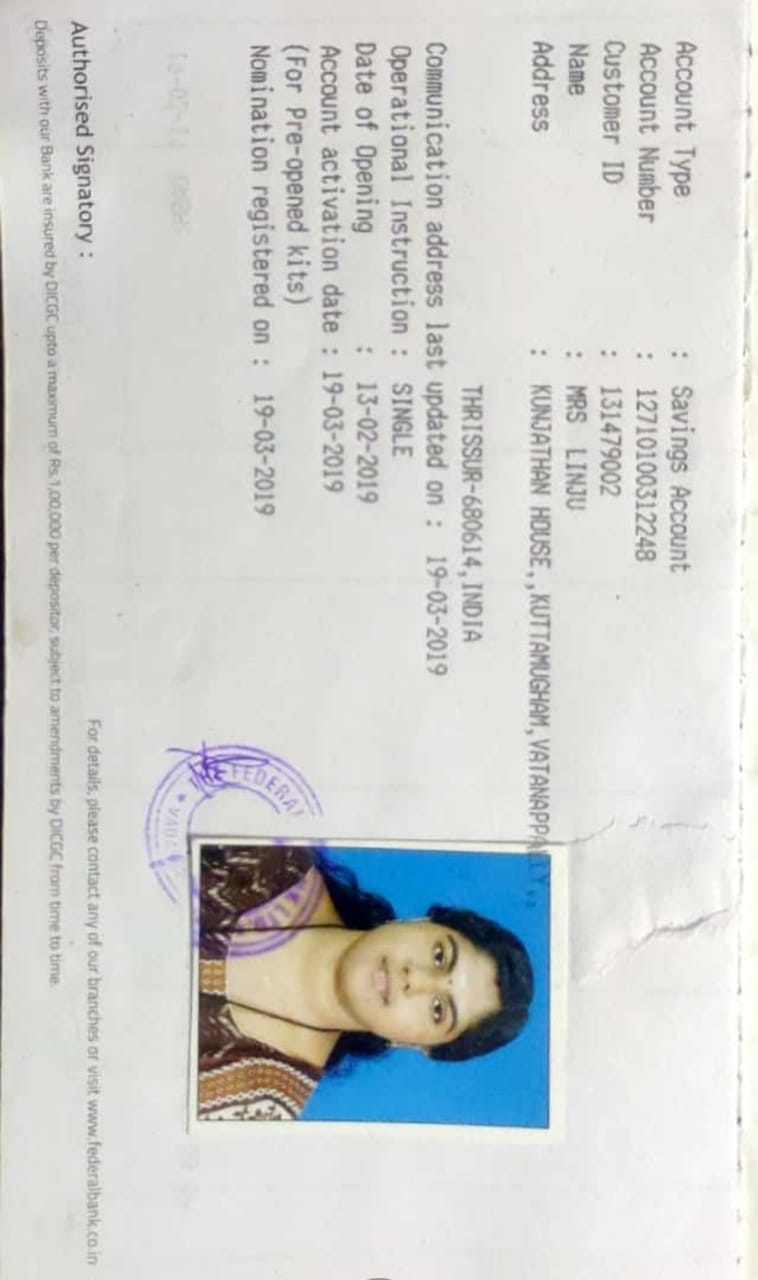 Account Type : Savings Account
Account Number : 12710100312248
Customer ID : 131479002
Name : MRS LINJU
Address : KUNJATHAN HOUSE,,KUTTAMUGHAM,VATANAPPALLY,,
THRISSUR-680614,INDIA
Communication address last updated on : 19-03-2019
Operational Instruction : SINGLE
Date of Opening : 13-02-2019
Account activation date : 19-03-2019
(For Pre-opened kits)
Nomination registered on : 19-03-2019
THE FEDERAL
Authorised Signatory :
For details, please contact any of our branches or visit www.federalbank.co.in
Deposits with our Bank are insured by DICGC upto a maximum of Rs.1,00,000 per depositor, subject to amendments by DICGC from time to time.